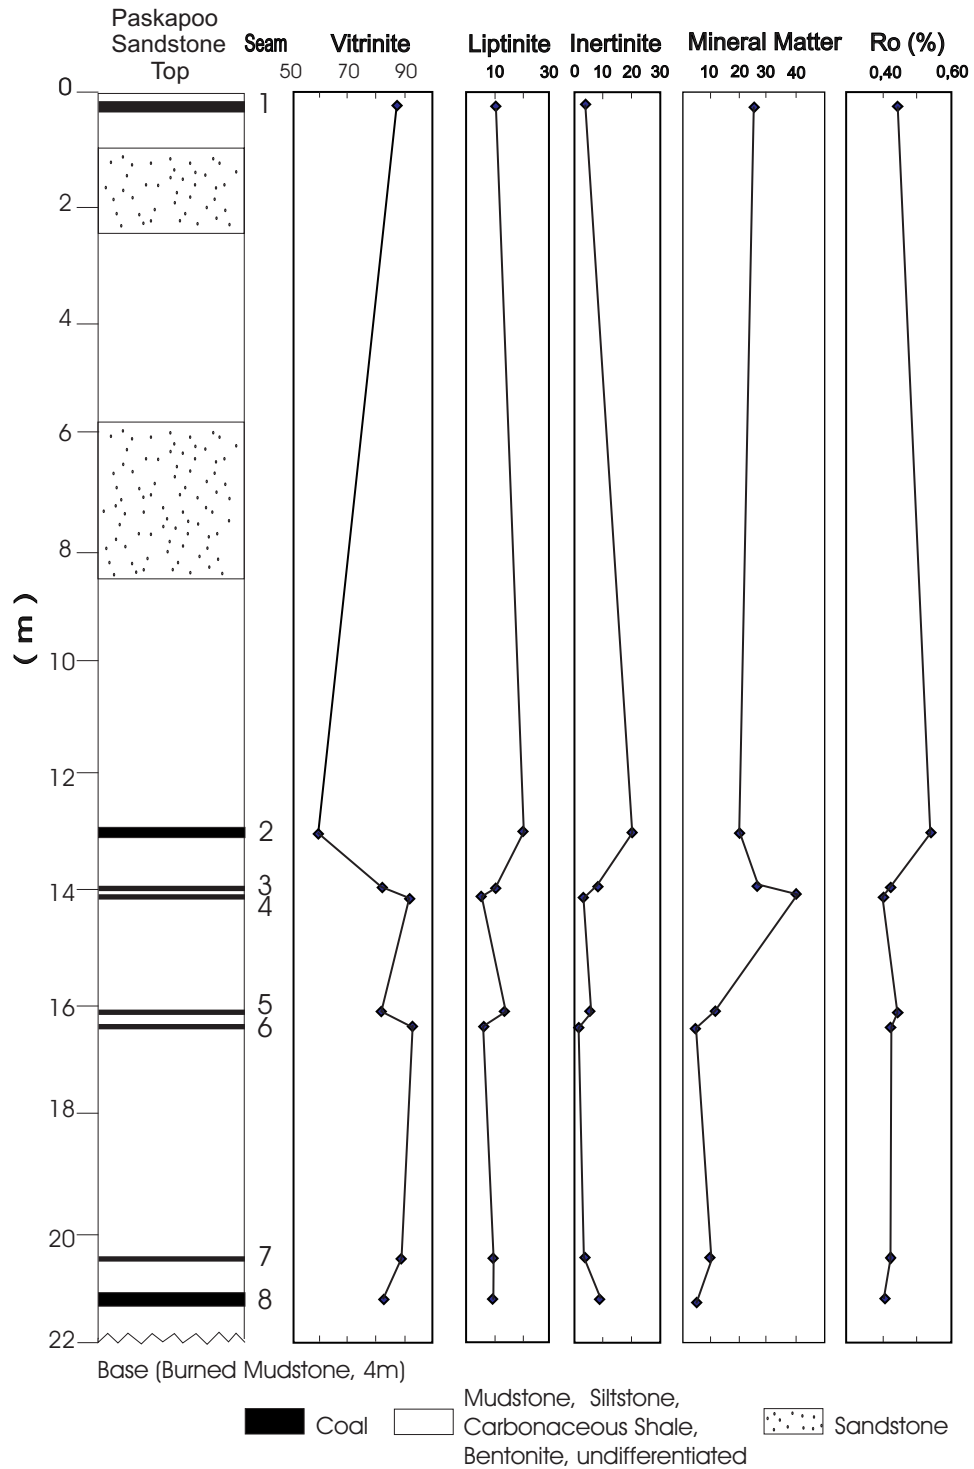 Paskapoo
Sandstone
Top
Seam
Vitrinite
Liptinite
Inertinite
Mineral Matter
Ro (%)
50 70 90
10 30
0 10 20 30
10 20 30 40
0,40 0,60
0
2
4
6
8
10
12
14
16
18
20
22
( m )
1
2
3
4
5
6
7
8
Base (Burned Mudstone, 4m)
Coal
Mudstone, Siltstone,
Carbonaceous Shale,
Bentonite, undifferentiated
Sandstone